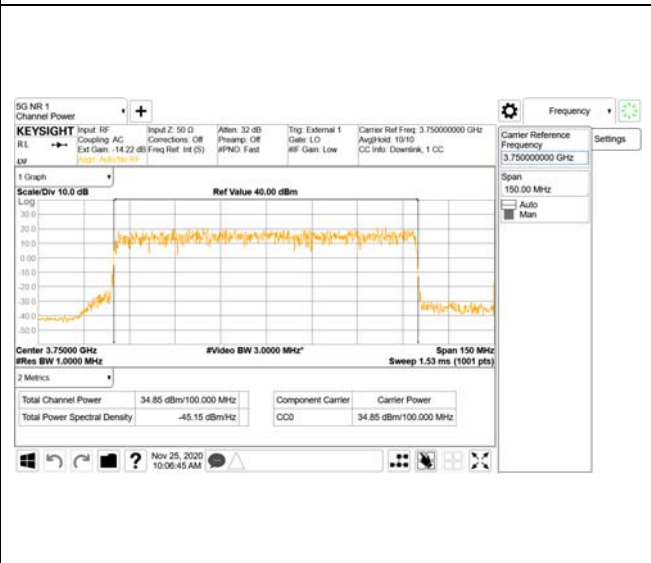 5G NR 1
Channel Power
+
Frequency
KEYSIGHT
RL
Input: RF
Coupling: AC
Ext Gain: -14.22 dB
Align: Auto/No RF
Input Z: 50 Ω
Corrections: Off
Freq Ref: Int (S)
Atten: 32 dB
Preamp: Off
#PNO: Fast
Trig: External 1
Gate: LO
#IF Gain: Low
Carrier Ref Freq: 3.750000000 GHz
Avg|Hold: 10/10
CC Info: Downlink, 1 CC
Carrier Reference
Frequency
3.750000000 GHz
Settings
Span
150.00 MHz
Auto
Man
1 Graph
Scale/Div 10.0 dB
Ref Value 40.00 dBm
Log
30.0
20.0
10.0
0.00
-10.0
-20.0
-30.0
-40.0
-50.0
Center 3.75000 GHz
#Video BW 3.0000 MHz*
Span 150 MHz
#Res BW 1.0000 MHz
Sweep 1.53 ms (1001 pts)
2 Metrics
Total Channel Power 34.85 dBm/100.000 MHz
Total Power Spectral Density -45.15 dBm/Hz
Component Carrier Carrier Power
CC0 34.85 dBm/100.000 MHz
?
Nov 25, 2020
10:06:45 AM